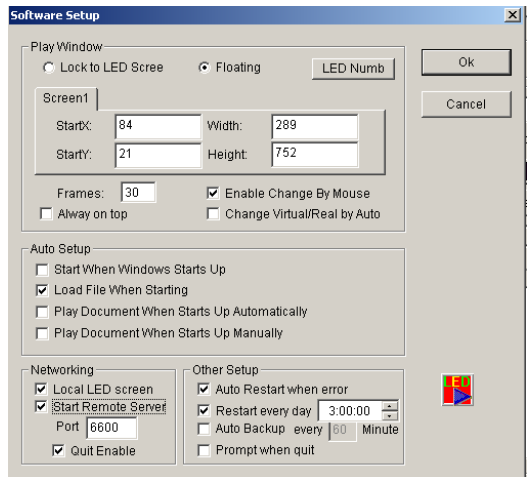 Software Setup
Play Window
Lock to LED Scree Floating LED Numb Ok
Screen1 Cancel
StartX: 84 Width: 289
StartY: 21 Height: 752
Frames: 30 Enable Change By Mouse
Alway on top Change Virtual/Real by Auto
Auto Setup
Start When Windows Starts Up
Load File When Starting
Play Document When Starts Up Automatically
Play Document When Starts Up Manually
Networking Other Setup
Local LED screen Auto Restart when error
Start Remote Server Restart every day 3:00:00
Port 6600 Auto Backup every 60 Minute
Quit Enable Prompt when quit
LED